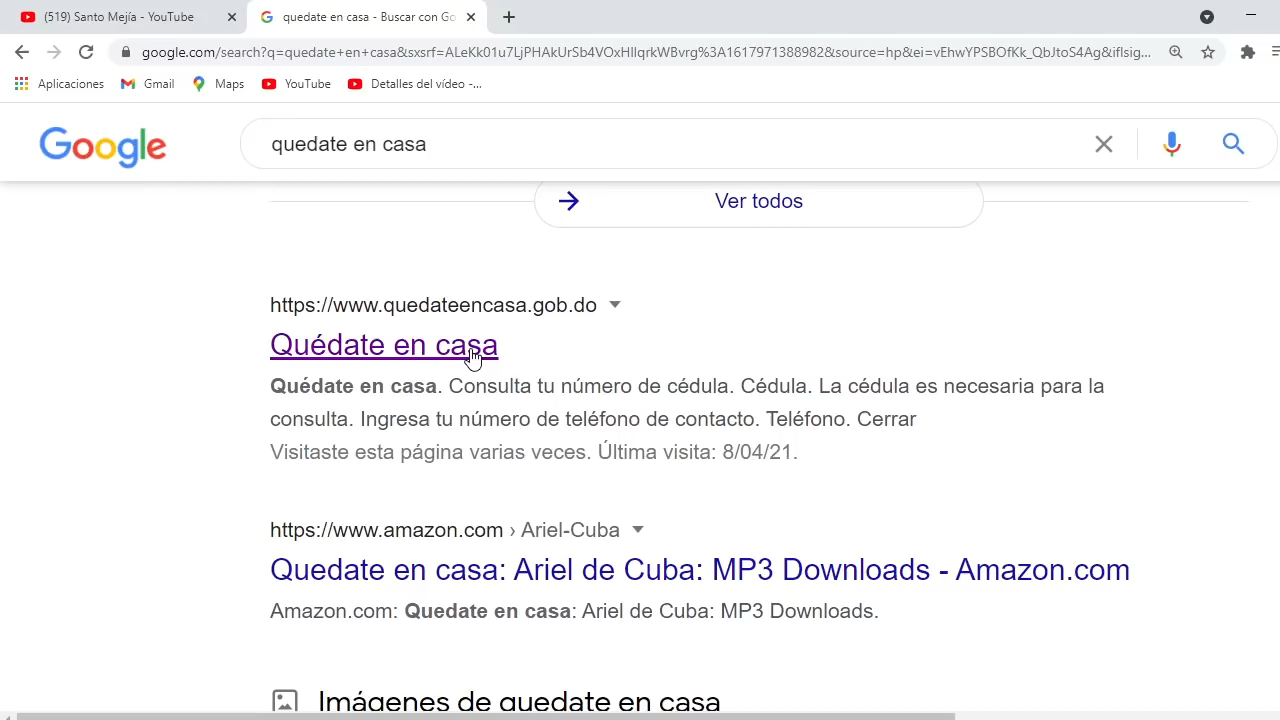 (519) Santo Mejía - YouTube
quedate en casa - Buscar con Go
google.com/search?q=quedate+en+casa&sxsrf=ALeKk01u7LjPHAkUrSb4VOxHIlqrkWBvrg%3A1617971398982&source=hp&ei=vEhwYPSBOfKk_QbJtoS4Ag&iflsig...
Aplicaciones
Gmail
Maps
YouTube
Detalles del vídeo -...
Google
quedate en casa
Ver todos
https://www.quedateencasa.gob.do
Quédate en casa
Quédate en casa. Consulta tu número de cédula. Cédula. La cédula es necesaria para la
consulta. Ingresa tu número de teléfono de contacto. Teléfono. Cerrar
Visitaste esta página varias veces. Última visita: 8/04/21.
https://www.amazon.com › Ariel-Cuba
Quedate en casa: Ariel de Cuba: MP3 Downloads - Amazon.com
Amazon.com: Quedate en casa: Ariel de Cuba: MP3 Downloads.
Imágenes de quedate en casa